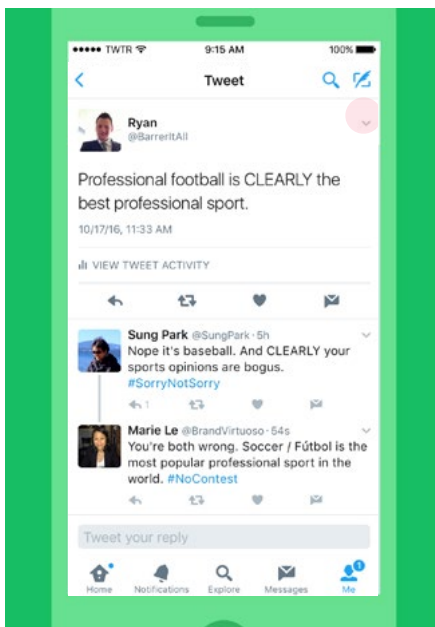 TWTR 9:15 AM 100%
Tweet
Ryan
@BarrerItAll
Professional football is CLEARLY the
best professional sport.
10/17/16, 11:33 AM
VIEW TWEET ACTIVITY
Sung Park @SungPark · 5h
Nope it's baseball. And CLEARLY your
sports opinions are bogus.
#SorryNotSorry
1
Marie Le @BrandVirtuoso · 54s
You're both wrong. Soccer / Fútbol is the
most popular professional sport in the
world. #NoContest
Tweet your reply
1
Home Notifications Explore Messages Me